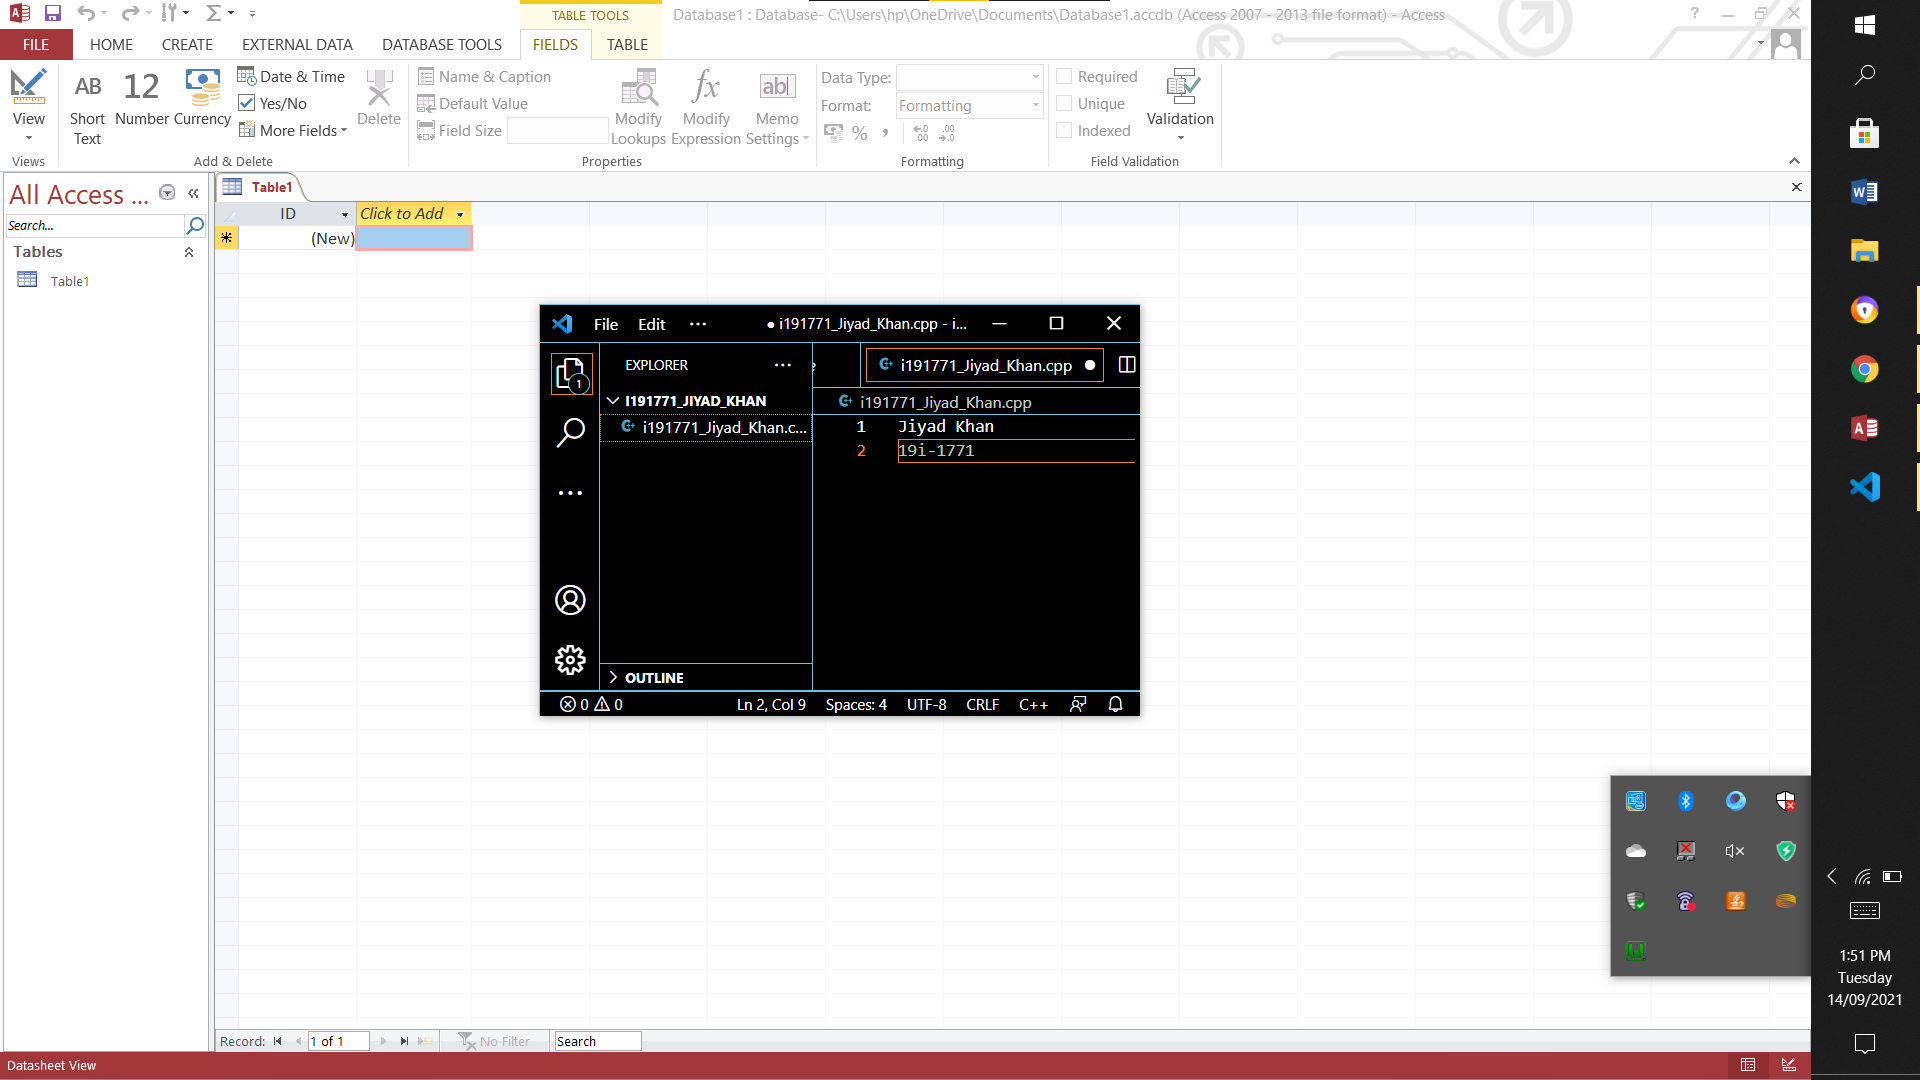 TABLE TOOLS
Database1 : Database- C:\Users\hp\OneDrive\Documents\Database1.accdb (Access 2007 - 2013 file format) - Access
FILE HOME CREATE EXTERNAL DATA DATABASE TOOLS FIELDS TABLE
View
Views
AB
Short Text
12
Number
Currency
Date & Time
Yes/No
More Fields
Delete
Add & Delete
Name & Caption
Default Value
Field Size
Modify Lookups
fx
Modify Expression
ab
Memo Settings
Properties
Data Type:
Format: Formatting
% , .00 .00
Formatting
Required
Unique
Indexed
Validation
Field Validation
All Access ...
Search...
Tables
Table1
Table1
ID Click to Add
(New)
File Edit ··· ● i191771_Jiyad_Khan.cpp - i...
EXPLORER ···
1
I191771_JIYAD_KHAN
i191771_Jiyad_Khan.c...
i191771_Jiyad_Khan.cpp
i191771_Jiyad_Khan.cpp
1 Jiyad Khan
2 19i-1771
OUTLINE
0 0 Ln 2, Col 9 Spaces: 4 UTF-8 CRLF C++
1:51 PM
Tuesday
14/09/2021
Record: 1 of 1 No Filter Search
Datasheet View